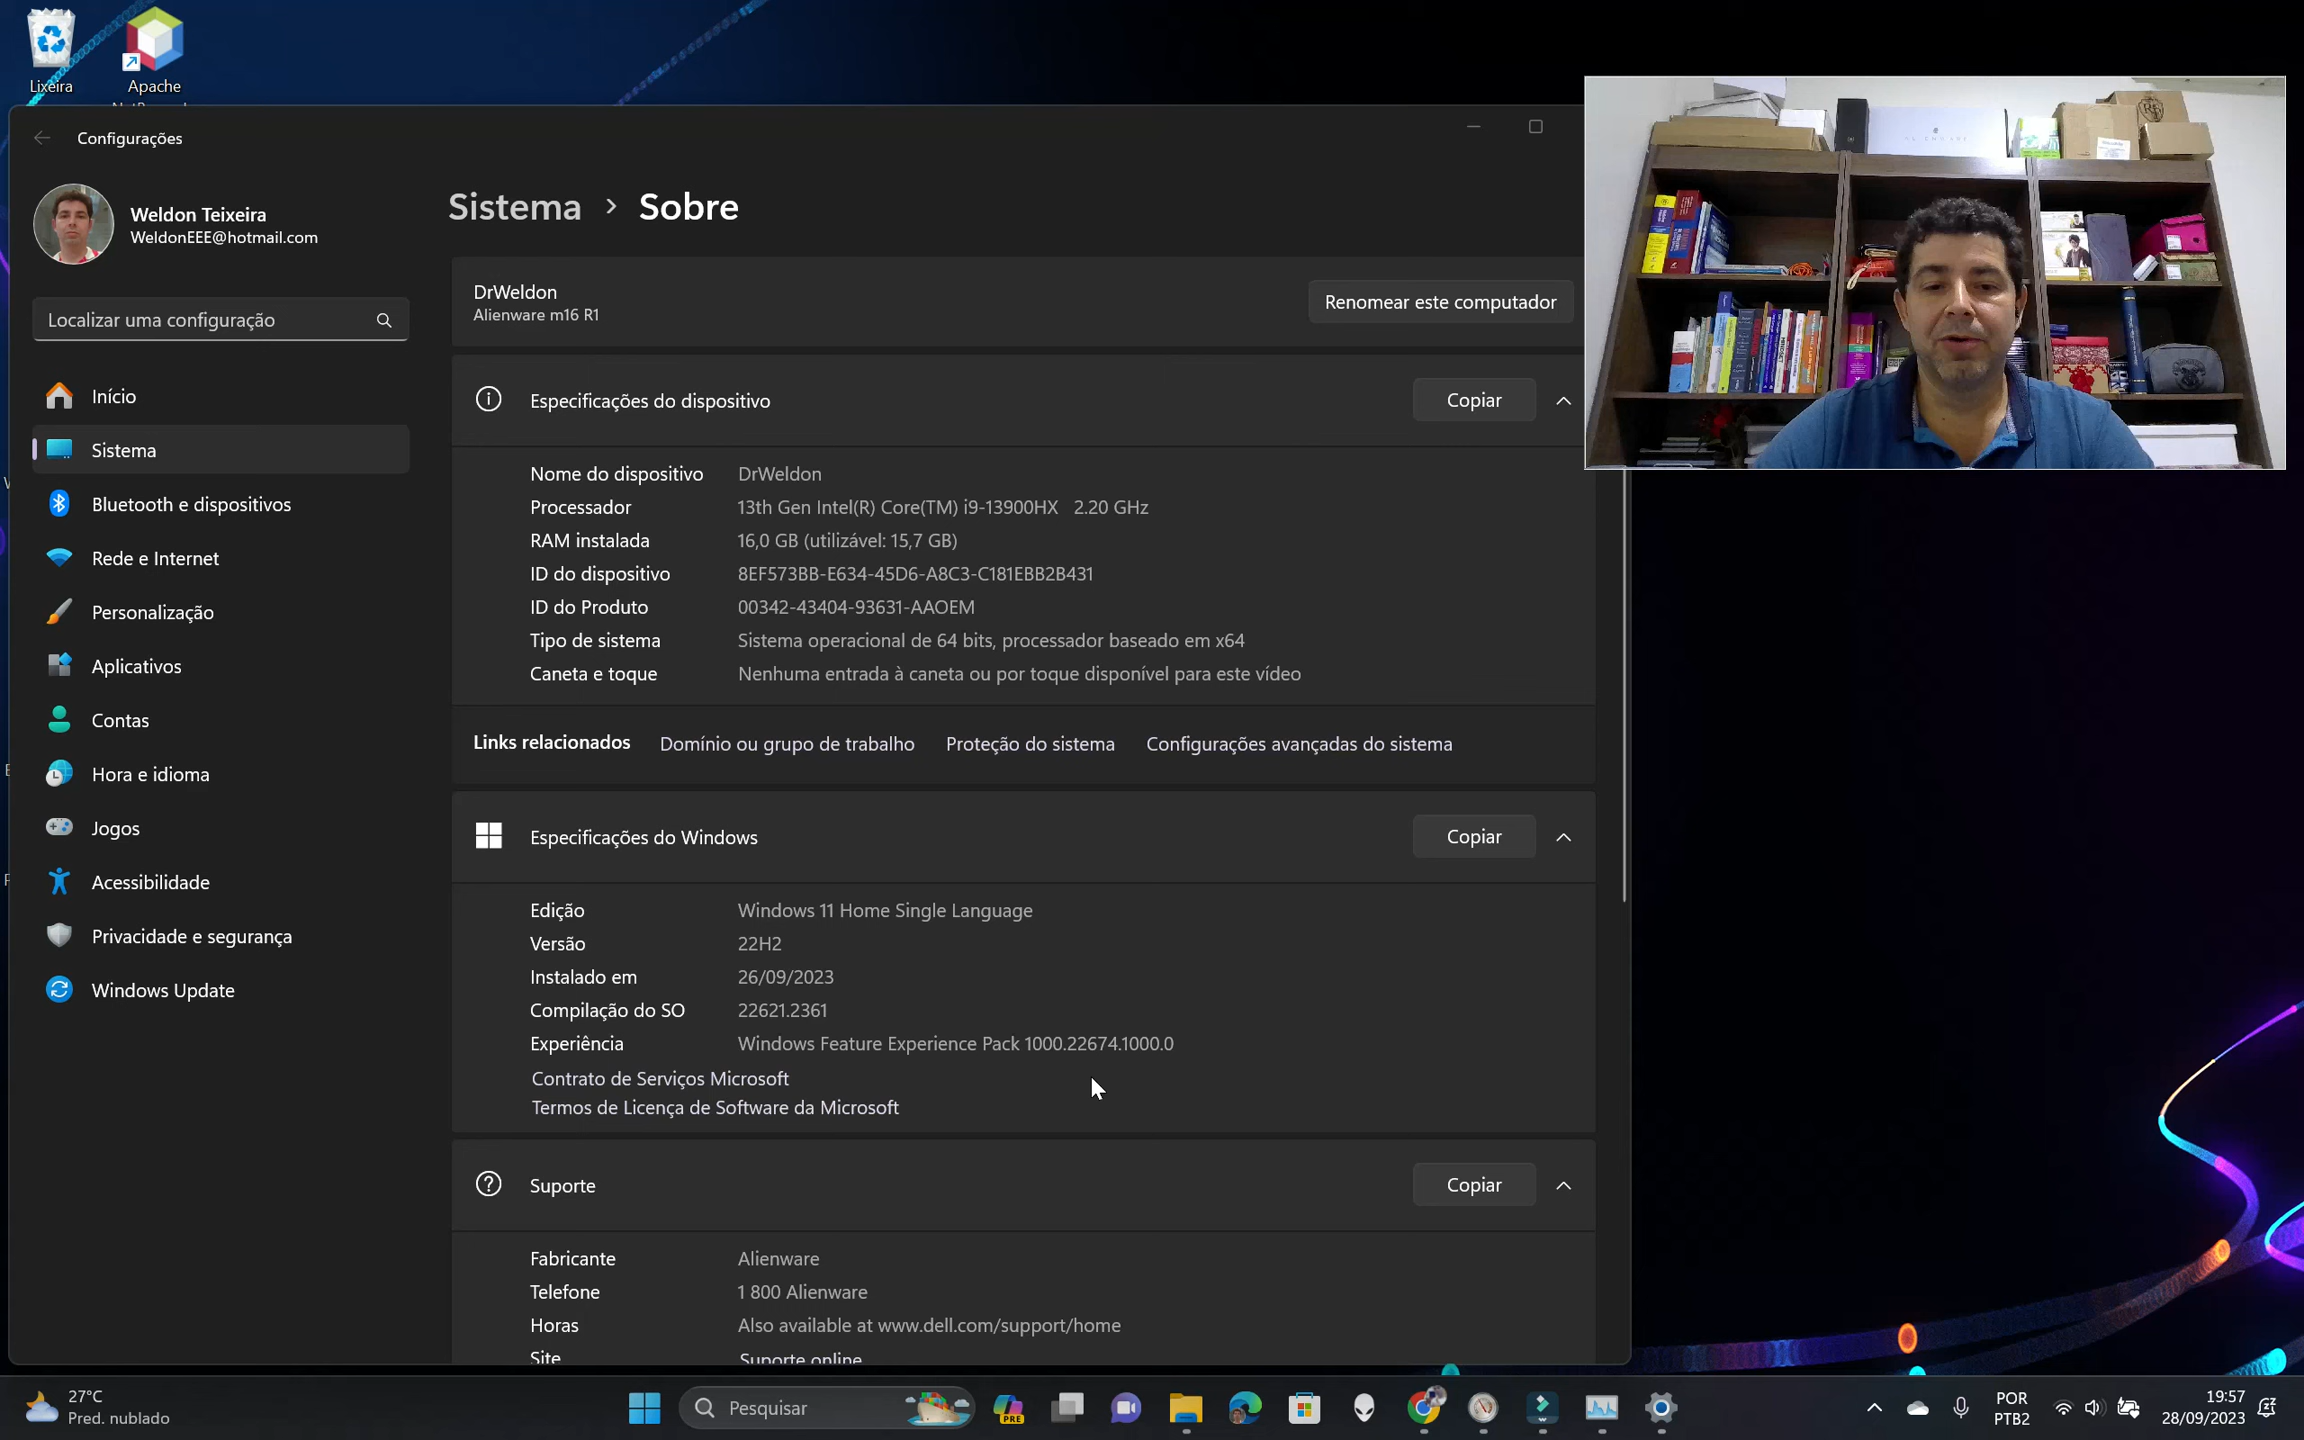 Lixeira
Apache
Configurações
Weldon Teixeira
WeldonEEE@hotmail.com
Localizar uma configuração
Início
Sistema
Bluetooth e dispositivos
Rede e Internet
Personalização
Aplicativos
Contas
Hora e idioma
Jogos
Acessibilidade
Privacidade e segurança
Windows Update
Sistema > Sobre
DrWeldon
Alienware m16 R1
Renomear este computador
Especificações do dispositivo
Copiar
Nome do dispositivo DrWeldon
Processador 13th Gen Intel(R) Core(TM) i9-13900HX 2.20 GHz
RAM instalada 16,0 GB (utilizável: 15,7 GB)
ID do dispositivo 8EF573BB-E634-45D6-A8C3-C181EBB2B431
ID do Produto 00342-43404-93631-AAOEM
Tipo de sistema Sistema operacional de 64 bits, processador baseado em x64
Caneta e toque Nenhuma entrada à caneta ou por toque disponível para este vídeo
Links relacionados Domínio ou grupo de trabalho Proteção do sistema Configurações avançadas do sistema
Especificações do Windows
Copiar
Edição Windows 11 Home Single Language
Versão 22H2
Instalado em 26/09/2023
Compilação do SO 22621.2361
Experiência Windows Feature Experience Pack 1000.22674.1000.0
Contrato de Serviços Microsoft
Termos de Licença de Software da Microsoft
Suporte
Copiar
Fabricante Alienware
Telefone 1 800 Alienware
Horas Also available at www.dell.com/support/home
Site Suporte online
27°C
Pred. nublado
Pesquisar
PRE
POR
PTB2
19:57
28/09/2023